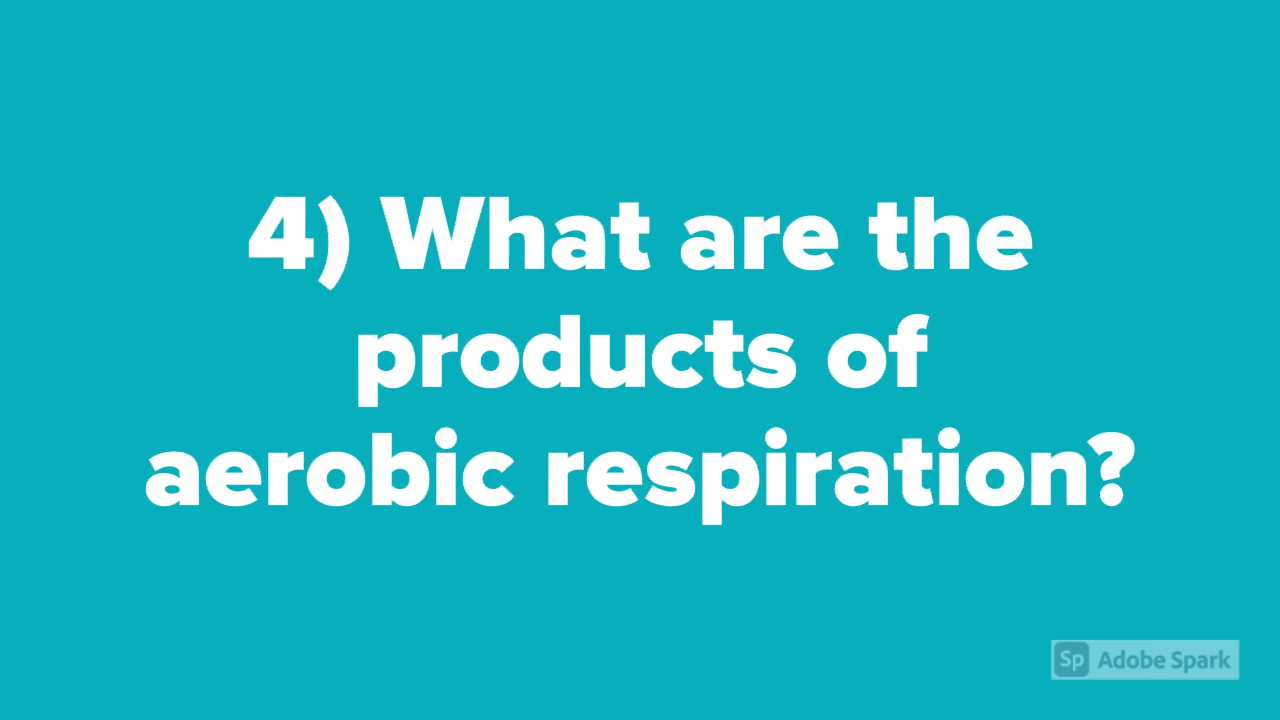 4) What are the
products of
aerobic respiration?
Sp Adobe Spark